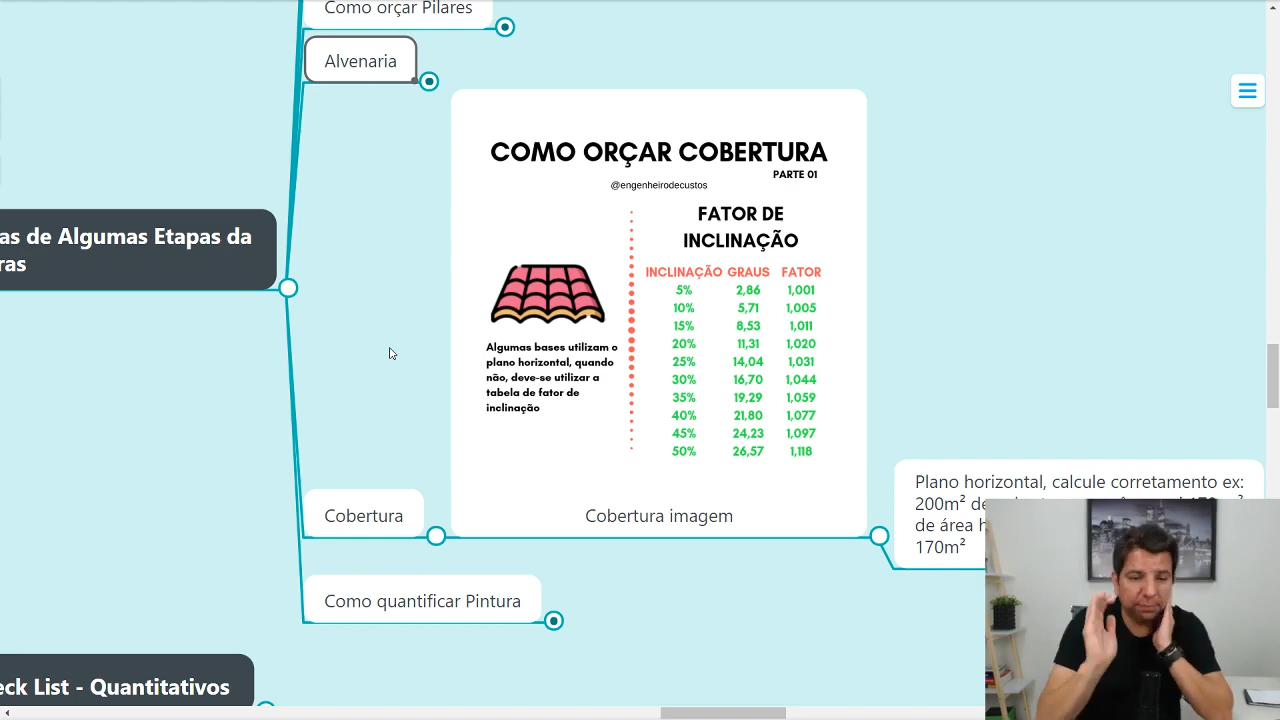 Como orçar Pilares
Alvenaria
COMO ORÇAR COBERTURA
PARTE 01
@engenheirodecustos
FATOR DE
INCLINAÇÃO
INCLINAÇÃO GRAUS FATOR
5% 2,86 1,001
10% 5,71 1,005
15% 8,53 1,011
20% 11,31 1,020
25% 14,04 1,031
30% 16,70 1,044
35% 19,29 1,059
40% 21,80 1,077
45% 24,23 1,097
50% 26,57 1,118
Algumas bases utilizam o
plano horizontal, quando
não, deve-se utilizar a
tabela de fator de
inclinação
as de Algumas Etapas da
ras
Cobertura
Cobertura imagem
Plano horizontal, calcule corretamento ex:
200m² de
de área
170m²
Como quantificar Pintura
eck List - Quantitativos